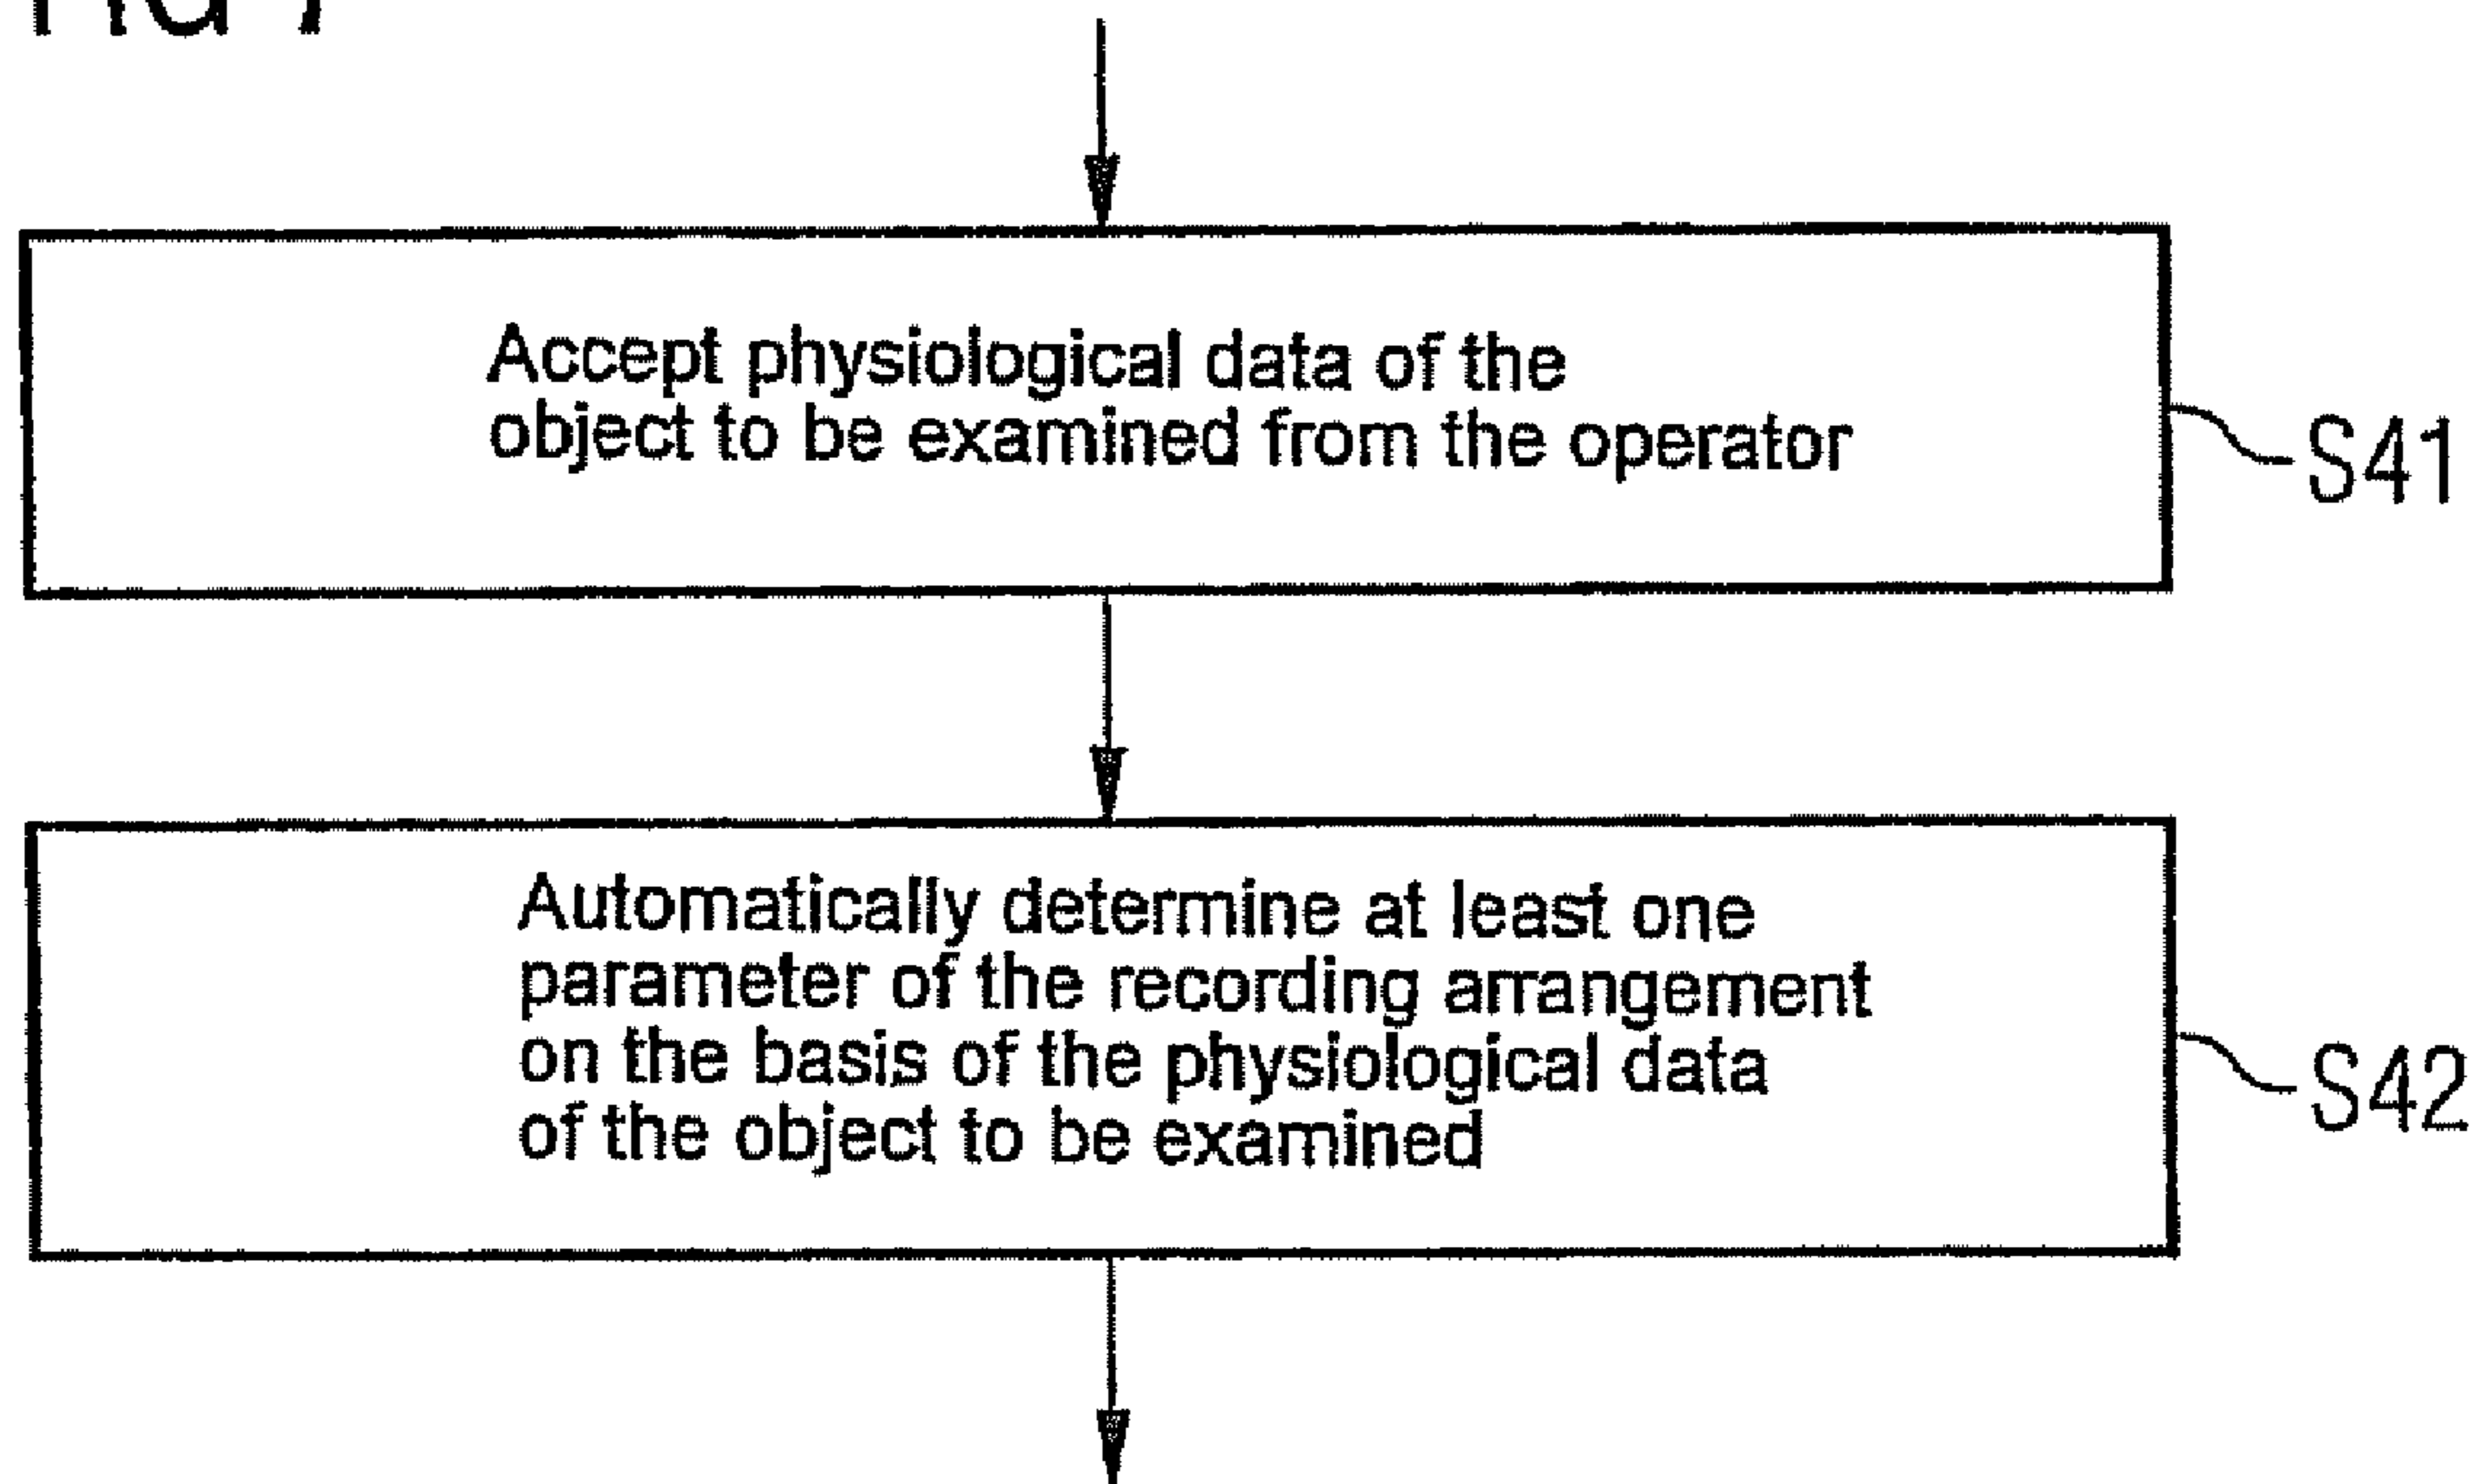 Accept physiological data of the
object to be examined from the operator
S41
Automatically determine at least one
parameter of the recording arrangement
on the basis of the physiological data
of the object to be examined
S42